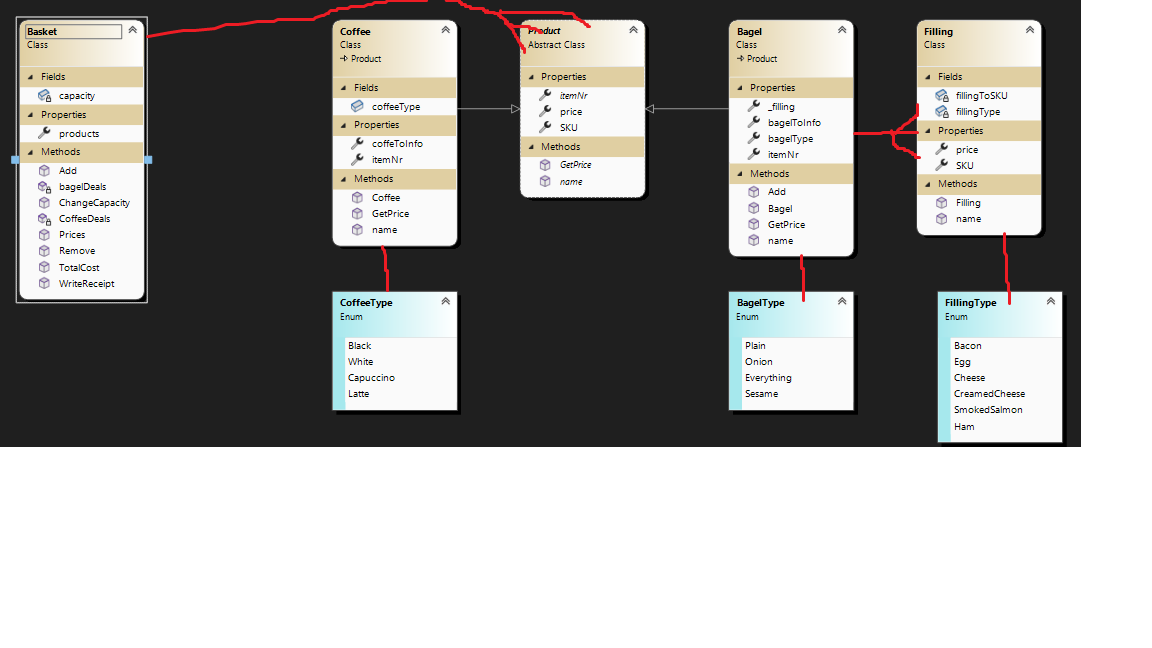 Basket
Class
Fields
capacity
Properties
products
Methods
Add
bagelDeals
ChangeCapacity
CoffeeDeals
Prices
Remove
TotalCost
WriteReceipt
Coffee
Class
Product
Fields
coffeeType
Properties
coffeToInfo
itemNr
Methods
Coffee
GetPrice
name
CoffeeType
Enum
Black
White
Capuccino
Latte
Product
Abstract Class
Properties
itemNr
price
SKU
Methods
GetPrice
name
Bagel
Class
Product
Properties
_filling
bagelToInfo
bagelType
itemNr
Methods
Add
Bagel
GetPrice
name
BagelType
Enum
Plain
Onion
Everything
Sesame
Filling
Class
Fields
fillingToSKU
fillingType
Properties
price
SKU
Methods
Filling
name
FillingType
Enum
Bacon
Egg
Cheese
CreamedCheese
SmokedSalmon
Ham